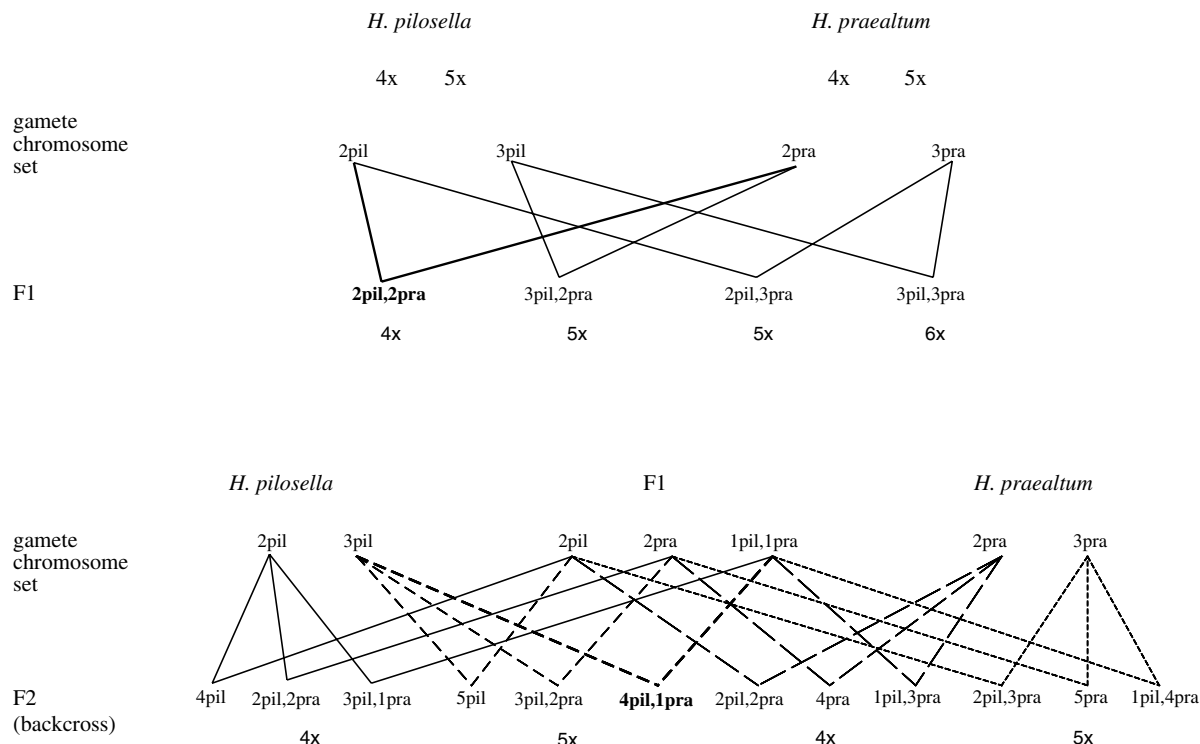 H. pilosella H. praealtum
4x 5x 4x 5x
gamete
chromosome
set
2pil 3pil 2pra 3pra
F1 2pil,2pra 3pil,2pra 2pil,3pra 3pil,3pra
4x 5x 5x 6x
H. pilosella F1 H. praealtum
gamete
chromosome
set
2pil 3pil 2pil 2pra 1pil,1pra 2pra 3pra
F2 4pil 2pil,2pra 3pil,1pra 5pil 3pil,2pra 4pil,1pra 2pil,2pra 4pra 1pil,3pra 2pil,3pra 5pra 1pil,4pra
(backcross)
4x 5x 4x 5x